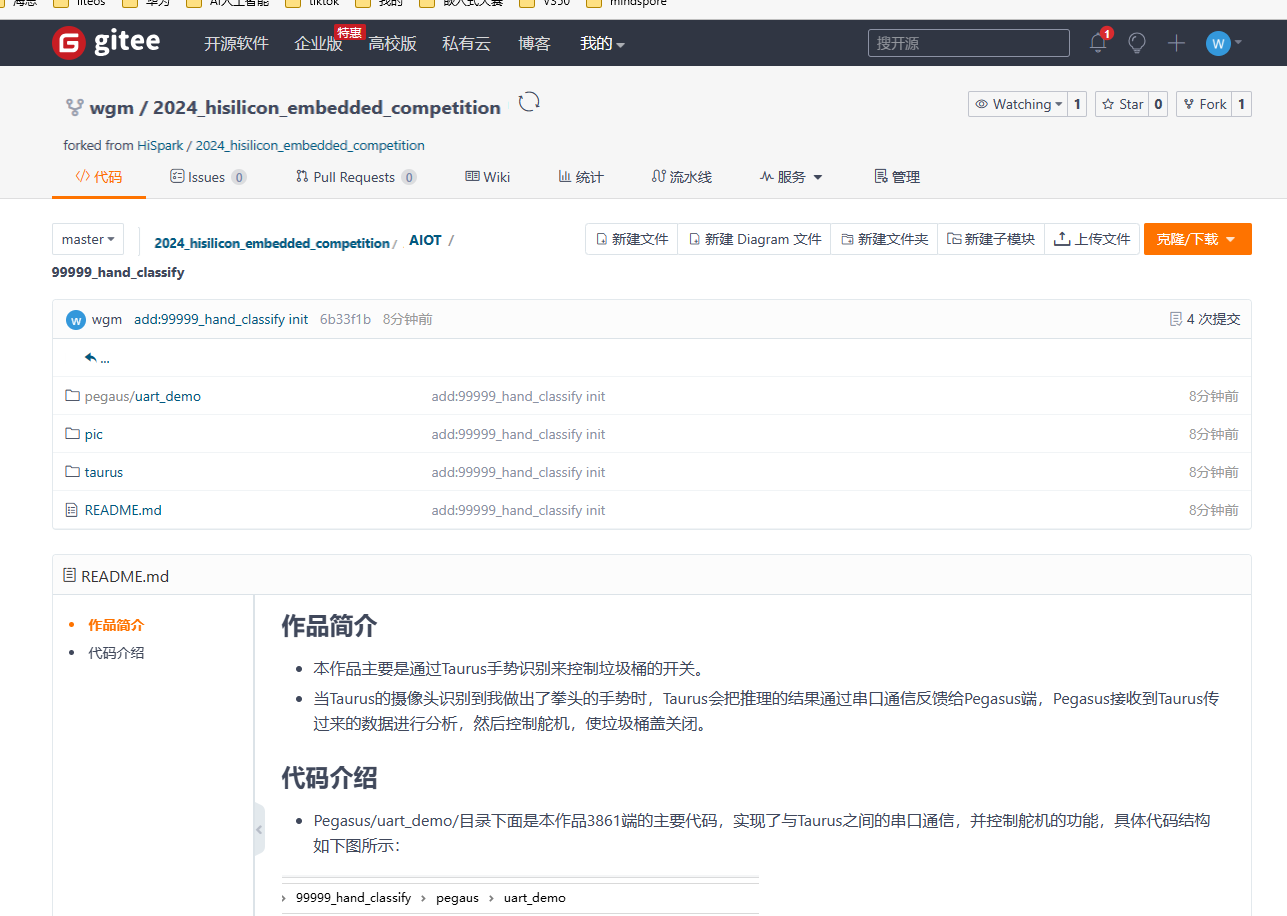 海思 liteos 华为 AI人工智能 tiktok 我的 嵌入式大赛 V350 mindspore
gitee 开源软件 企业版 特惠 高校版 私有云 博客 我的 搜开源 1 W
wgm / 2024_hisilicon_embedded_competition Watching 1 Star 0 Fork 1
forked from HiSpark / 2024_hisilicon_embedded_competition
代码 Issues 0 Pull Requests 0 Wiki 统计 流水线 服务 管理
master 2024_hisilicon_embedded_competition / AIOT / 新建文件 新建 Diagram 文件 新建文件夹 新建子模块 上传文件 克隆/下载
99999_hand_classify
W wgm add:99999_hand_classify init 6b33f1b 8分钟前 4 次提交
...
pegaus/uart_demo add:99999_hand_classify init 8分钟前
pic add:99999_hand_classify init 8分钟前
taurus add:99999_hand_classify init 8分钟前
README.md add:99999_hand_classify init 8分钟前
README.md
作品简介
代码介绍
作品简介
本作品主要是通过Taurus手势识别来控制垃圾桶的开关。
当Taurus的摄像头识别到我做出了拳头的手势时，Taurus会把推理的结果通过串口通信反馈给Pegasus端，Pegasus接收到Taurus传
过来的数据进行分析，然后控制舵机，使垃圾桶盖关闭。
代码介绍
Pegasus/uart_demo/目录下面是本作品3861端的主要代码，实现了与Taurus之间的串口通信，并控制舵机的功能，具体代码结构
如下图所示：
› 99999_hand_classify › pegaus › uart_demo